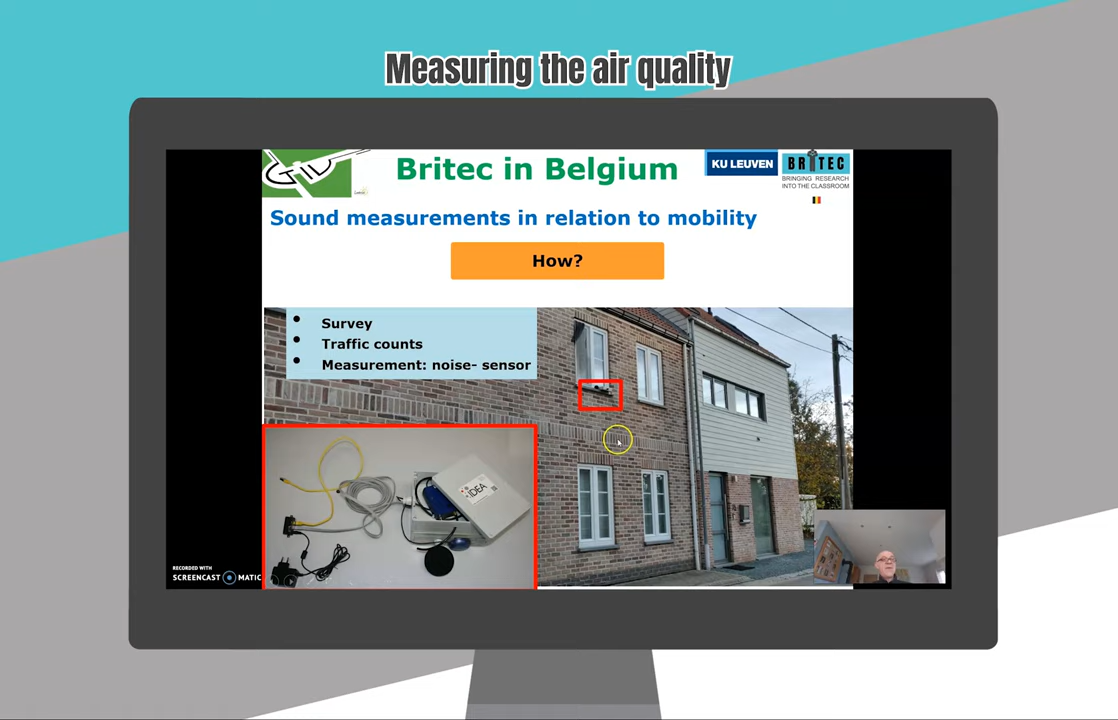 Measuring the air quality
GID
Britec in Belgium
KU LEUVEN
BRITEC
BRINGING RESEARCH
INTO THE CLASSROOM
Sound measurements in relation to mobility
How?
• Survey
• Traffic counts
• Measurement: noise- sensor
IDEA
RECORDED WITH
SCREENCAST MATIC